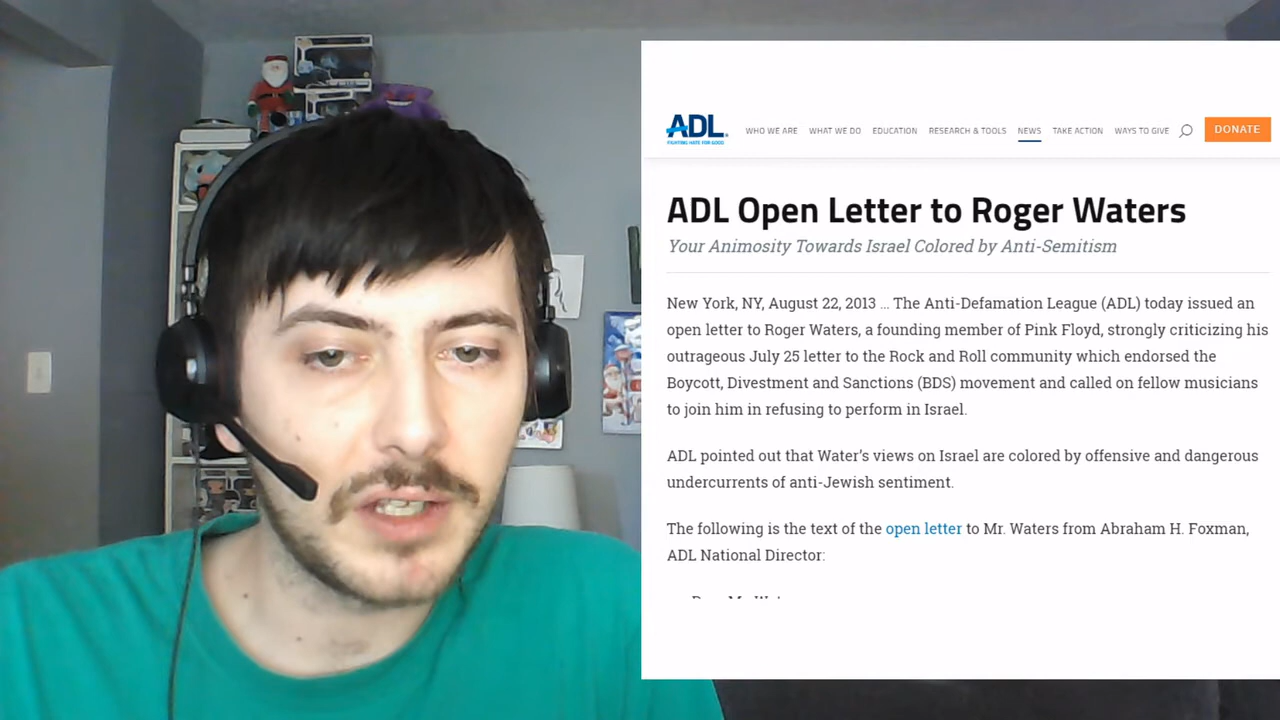 ADL
FIGHTING HATE FOR GOOD
WHO WE ARE
WHAT WE DO
EDUCATION
RESEARCH & TOOLS
NEWS
TAKE ACTION
WAYS TO GIVE
DONATE
ADL Open Letter to Roger Waters
Your Animosity Towards Israel Colored by Anti-Semitism
New York, NY, August 22, 2013 ... The Anti-Defamation League (ADL) today issued an
open letter to Roger Waters, a founding member of Pink Floyd, strongly criticizing his
outrageous July 25 letter to the Rock and Roll community which endorsed the
Boycott, Divestment and Sanctions (BDS) movement and called on fellow musicians
to join him in refusing to perform in Israel.
ADL pointed out that Water's views on Israel are colored by offensive and dangerous
undercurrents of anti-Jewish sentiment.
The following is the text of the open letter to Mr. Waters from Abraham H. Foxman,
ADL National Director: